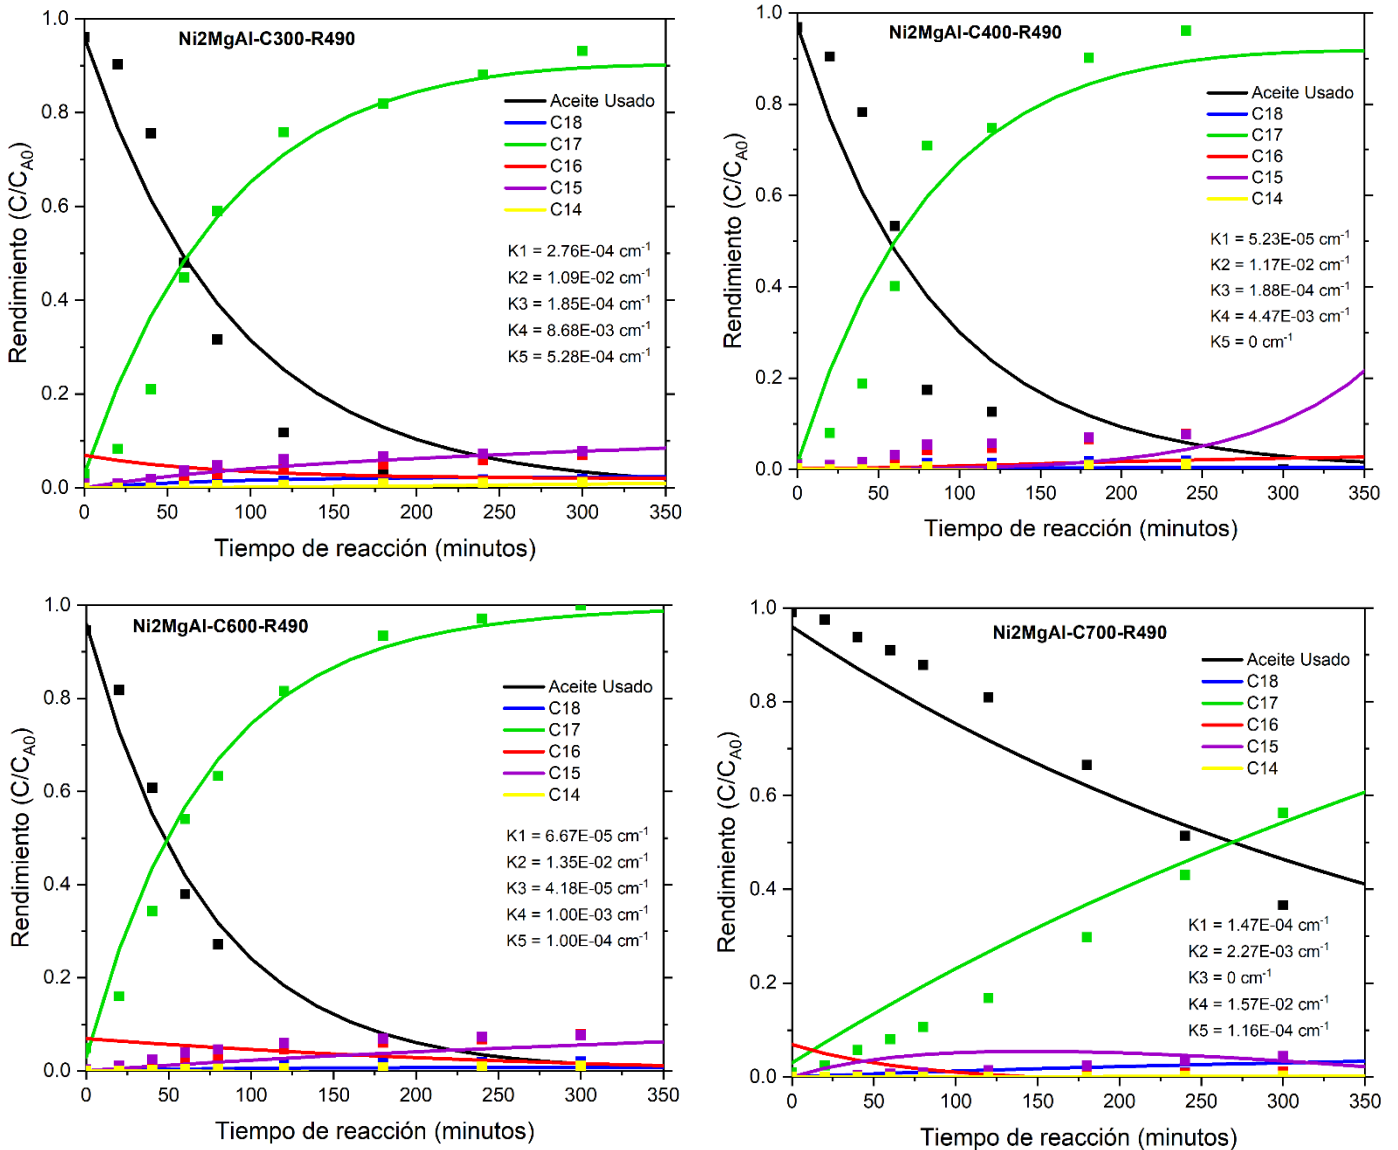 Ni2MgAl-C300-R490
Rendimiento (C/C_A0)
1.0
0.8
0.6
0.4
0.2
0.0
Aceite Usado
C18
C17
C16
C15
C14
K1 = 2.76E-04 cm⁻¹
K2 = 1.09E-02 cm⁻¹
K3 = 1.85E-04 cm⁻¹
K4 = 8.68E-03 cm⁻¹
K5 = 5.28E-04 cm⁻¹
0 50 100 150 200 250 300 350
Tiempo de reacción (minutos)
Ni2MgAl-C400-R490
Rendimiento (C/C_A0)
1.0
0.8
0.6
0.4
0.2
0.0
Aceite Usado
C18
C17
C16
C15
C14
K1 = 5.23E-05 cm⁻¹
K2 = 1.17E-02 cm⁻¹
K3 = 1.88E-04 cm⁻¹
K4 = 4.47E-03 cm⁻¹
K5 = 0 cm⁻¹
0 50 100 150 200 250 300 350
Tiempo de reacción (minutos)
Ni2MgAl-C600-R490
Rendimiento (C/C_A0)
1.0
0.8
0.6
0.4
0.2
0.0
Aceite Usado
C18
C17
C16
C15
C14
K1 = 6.67E-05 cm⁻¹
K2 = 1.35E-02 cm⁻¹
K3 = 4.18E-05 cm⁻¹
K4 = 1.00E-03 cm⁻¹
K5 = 1.00E-04 cm⁻¹
0 50 100 150 200 250 300 350
Tiempo de reacción (minutos)
Ni2MgAl-C700-R490
Rendimiento (C/C_A0)
1.0
0.8
0.6
0.4
0.2
0.0
Aceite Usado
C18
C17
C16
C15
C14
K1 = 1.47E-04 cm⁻¹
K2 = 2.27E-03 cm⁻¹
K3 = 0 cm⁻¹
K4 = 1.57E-02 cm⁻¹
K5 = 1.16E-04 cm⁻¹
0 50 100 150 200 250 300 350
Tiempo de reacción (minutos)